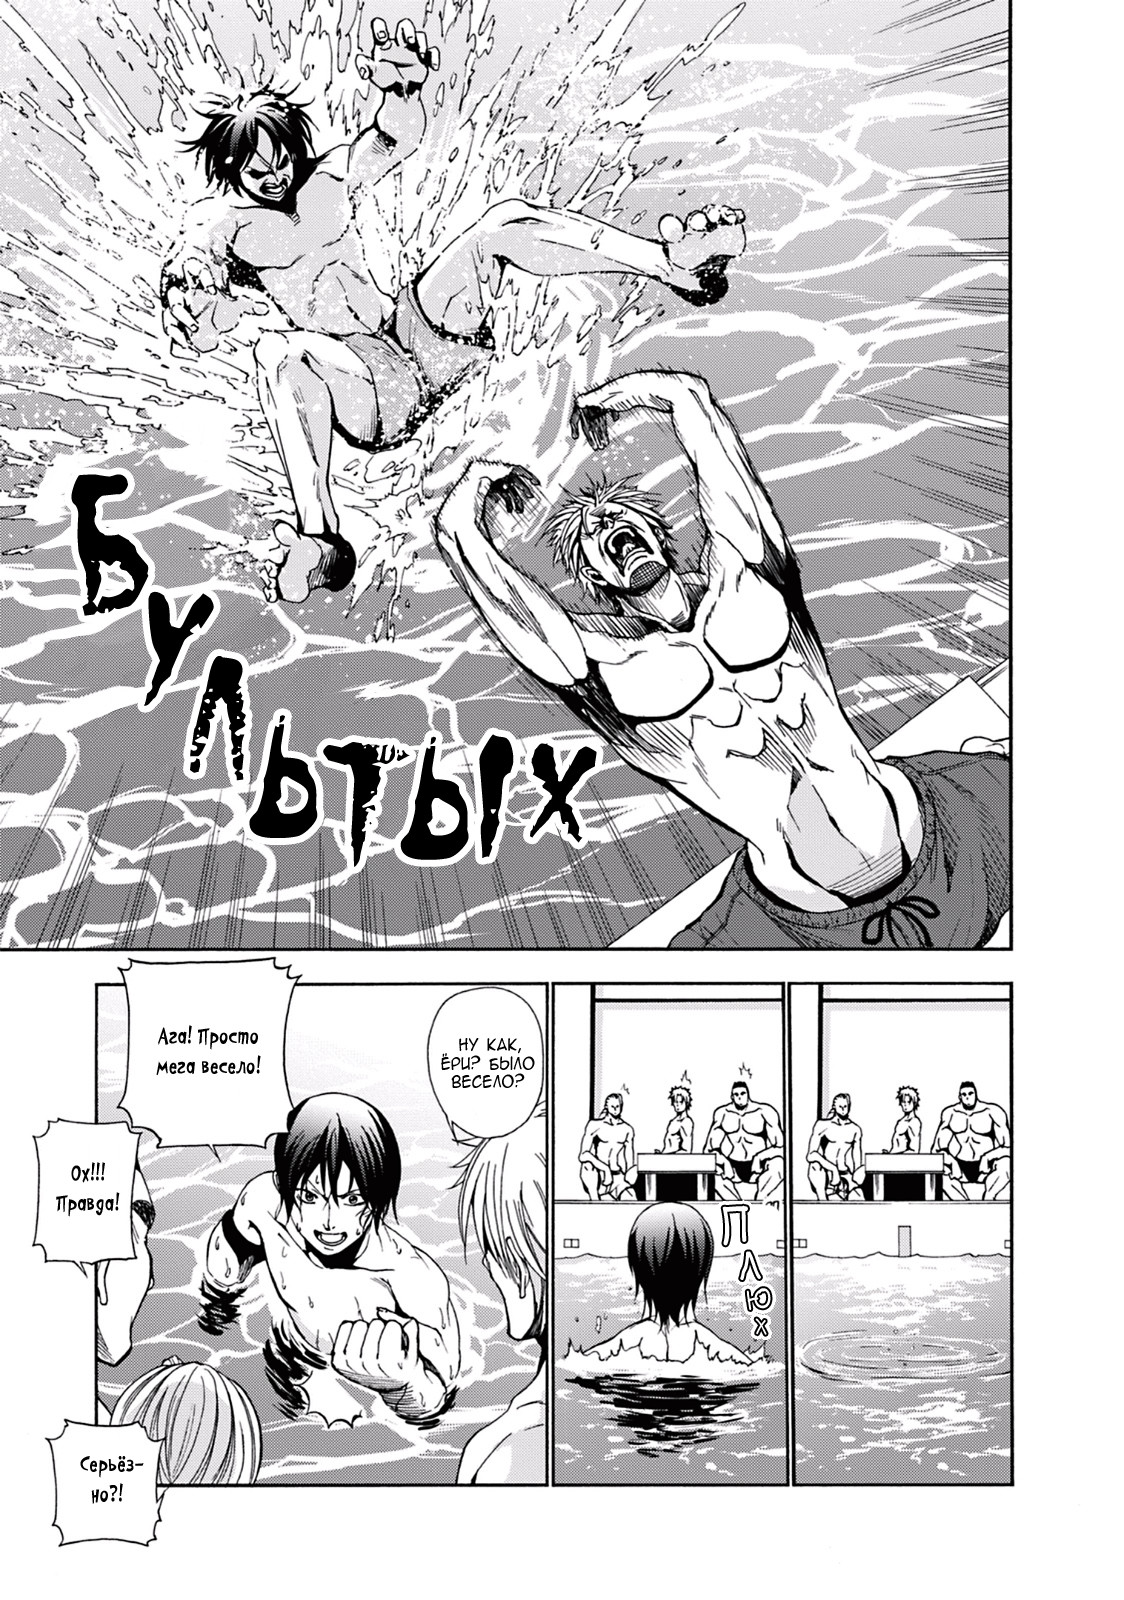 БУЛЬТЫХ
ПЛЮХ
НУ КАК,
ЁРИ? БЫЛО
ВЕСЕЛО?
Ага! Просто
мега весело!
Ох!!!
Правда!
Серьёз-
но?!